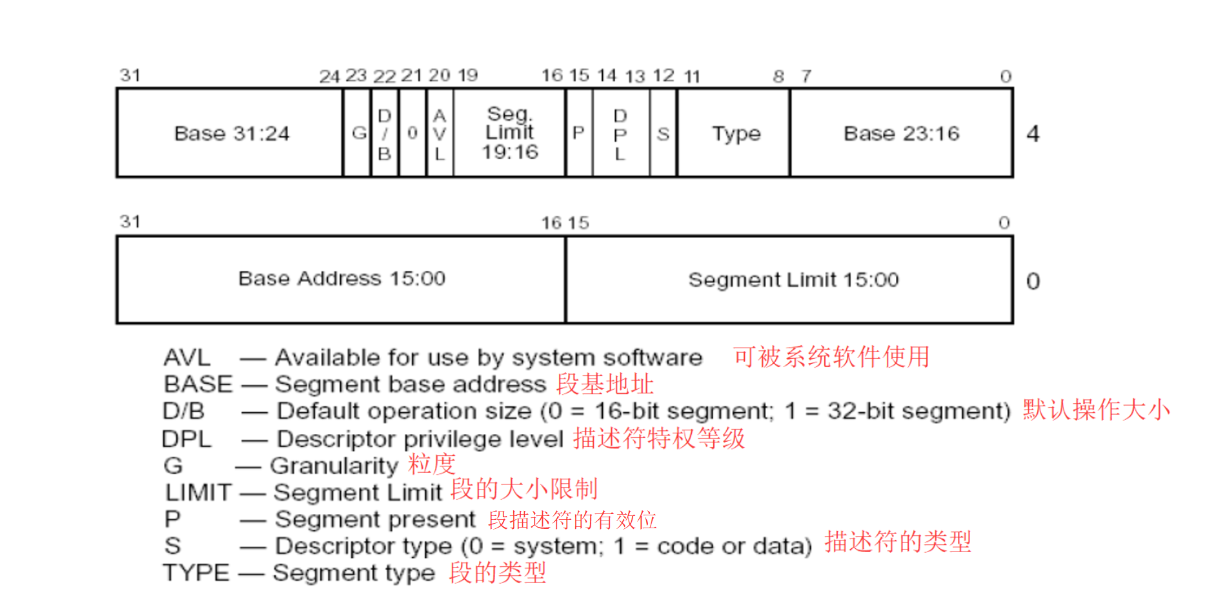 31 24 23 22 21 20 19 16 15 14 13 12 11 8 7 0
Base 31:24 G D/B 0 AVL Seg. Limit 19:16 P DPL S Type Base 23:16 4
31 16 15 0
Base Address 15:00 Segment Limit 15:00 0
AVL — Available for use by system software 可被系统软件使用
BASE — Segment base address 段基地址
D/B — Default operation size (0 = 16-bit segment; 1 = 32-bit segment) 默认操作大小
DPL — Descriptor privilege level 描述符特权等级
G — Granularity 粒度
LIMIT — Segment Limit 段的大小限制
P — Segment present 段描述符的有效位
S — Descriptor type (0 = system; 1 = code or data) 描述符的类型
TYPE — Segment type 段的类型